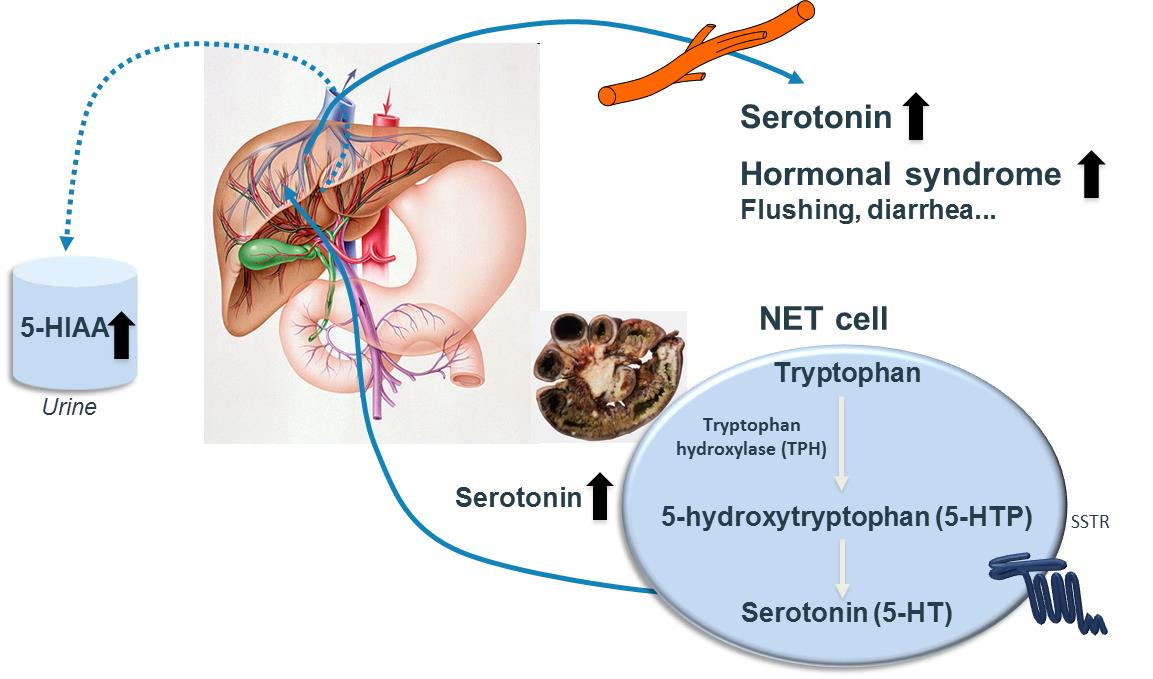 Serotonin
Hormonal syndrome
Flushing, diarrhea...
5-HIAA
Urine
NET cell
Tryptophan
Tryptophan
hydroxylase (TPH)
Serotonin
5-hydroxytryptophan (5-HTP)
SSTR
Serotonin (5-HT)